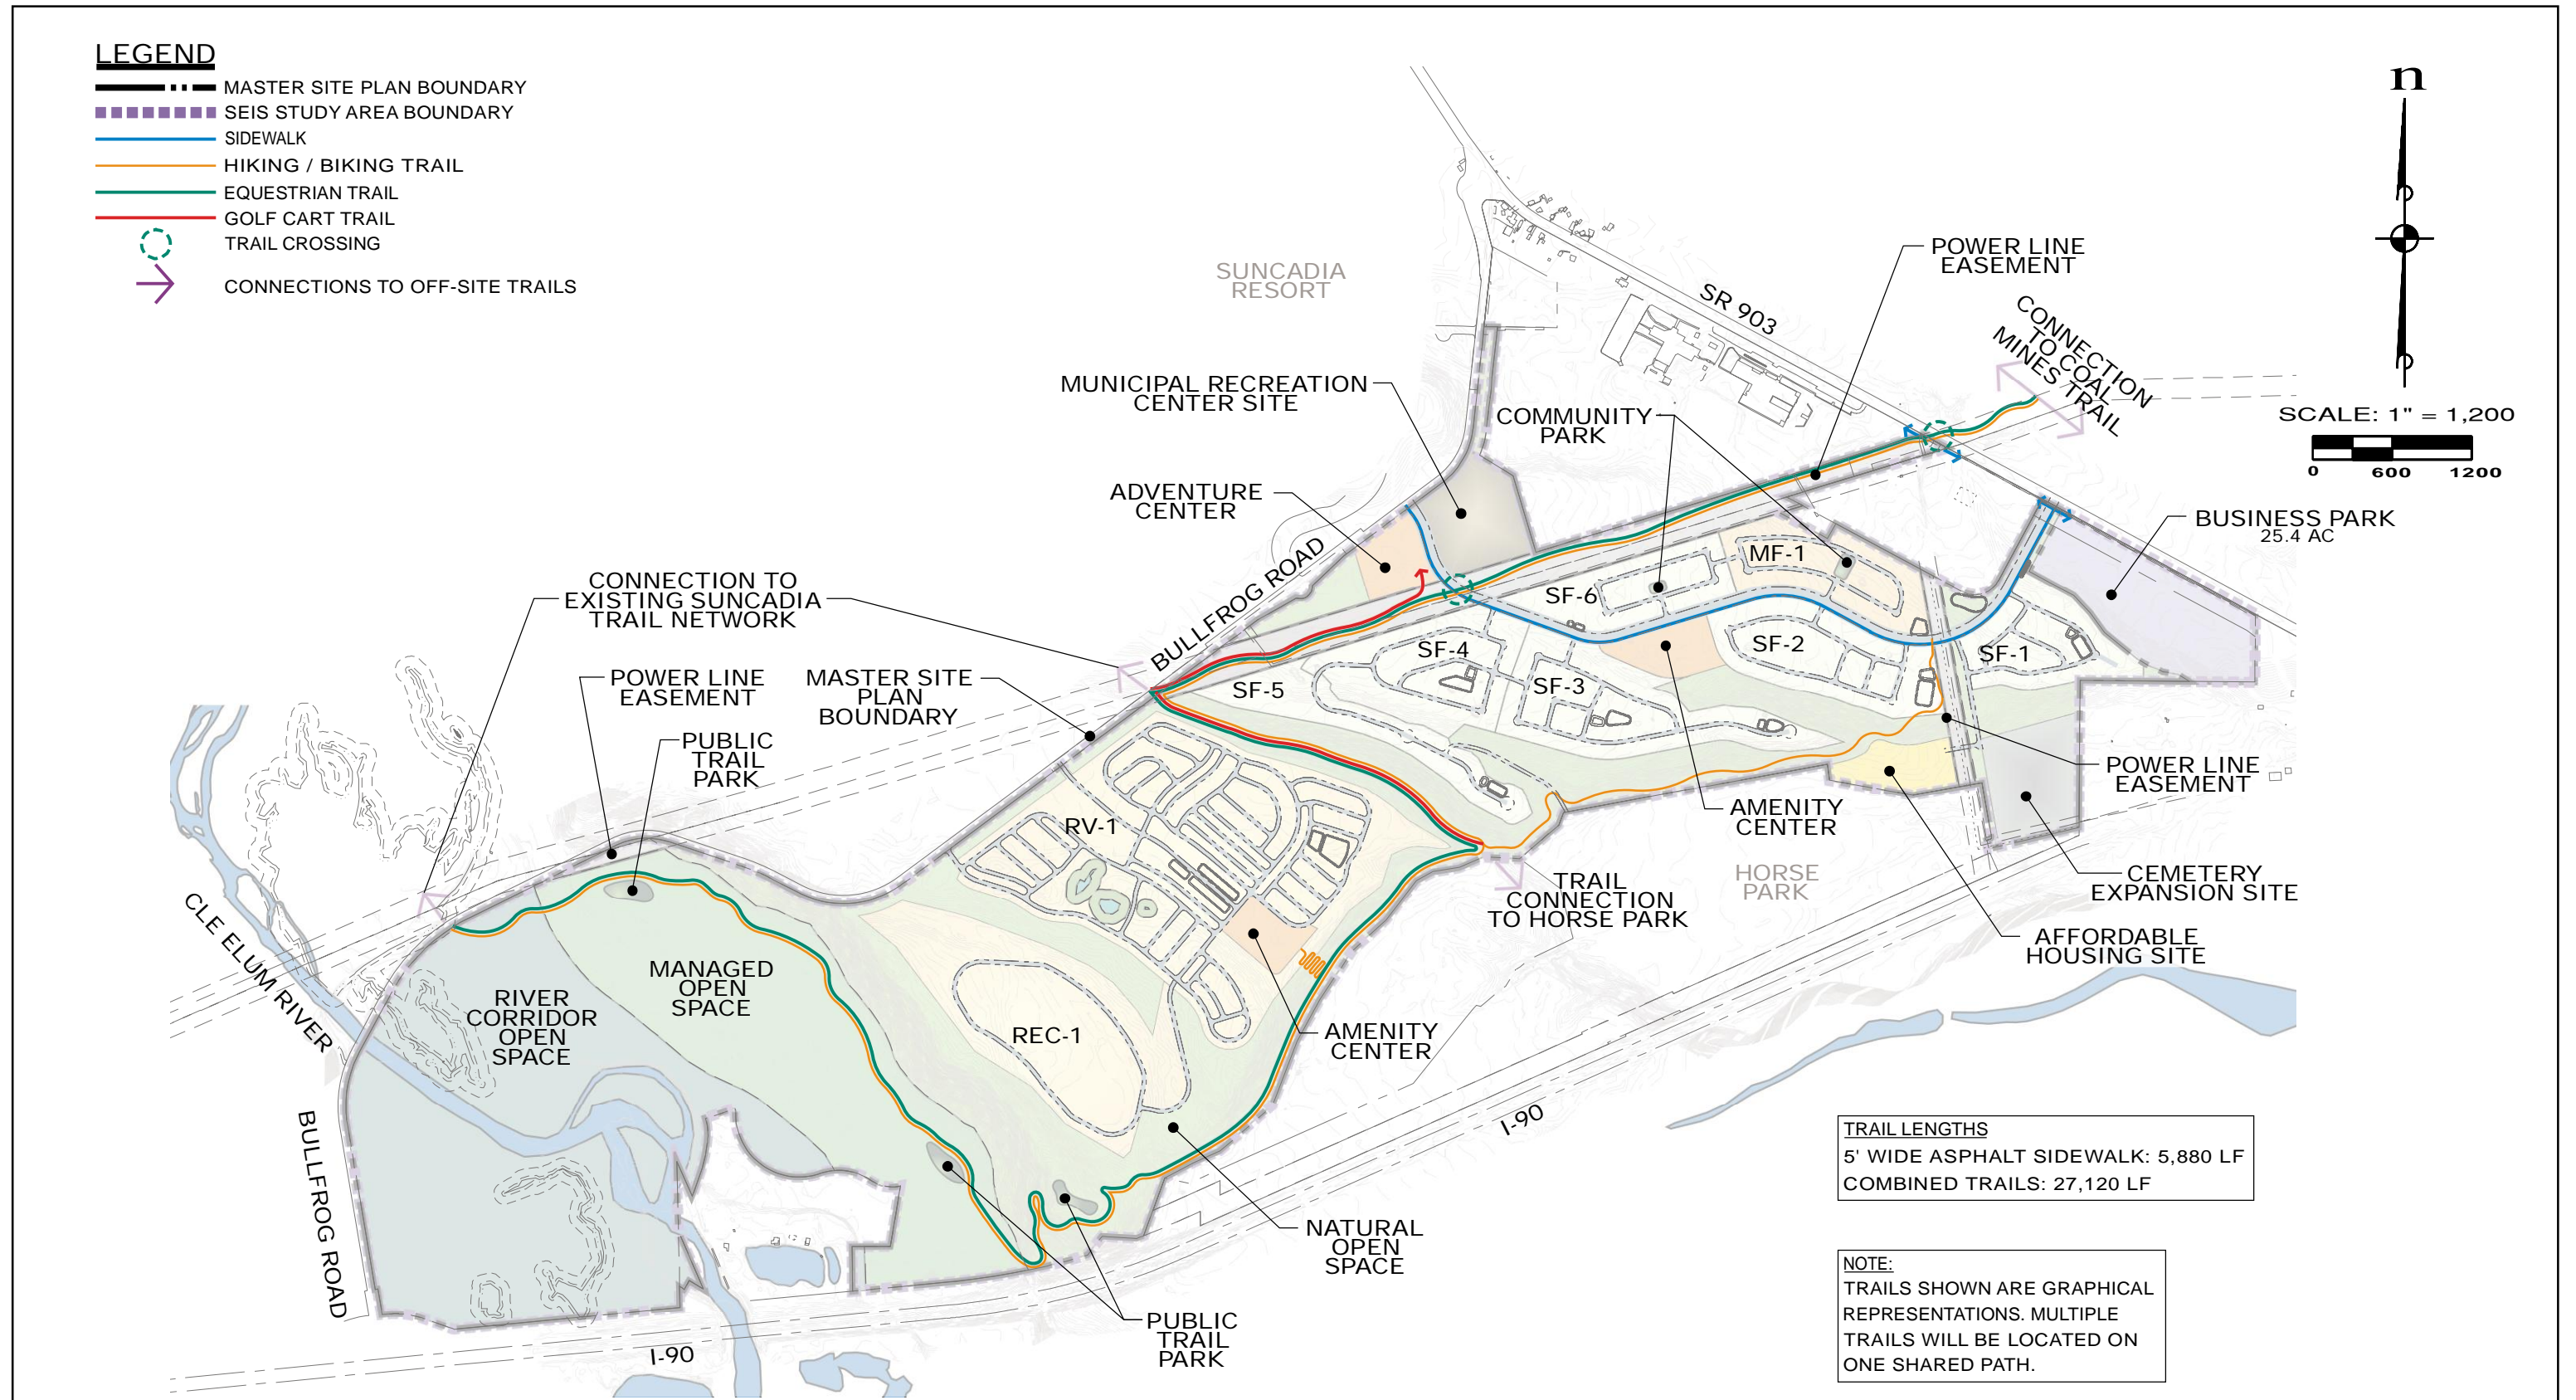 LEGEND
MASTER SITE PLAN BOUNDARY
SEIS STUDY AREA BOUNDARY
SIDEWALK
HIKING / BIKING TRAIL
EQUESTRIAN TRAIL
GOLF CART TRAIL
TRAIL CROSSING
CONNECTIONS TO OFF-SITE TRAILS
n
SCALE: 1" = 1,200
0 600 1200
SUNCADIA
RESORT
SR 903
POWER LINE
EASEMENT
CONNECTION
TO COAL
MINES TRAIL
MUNICIPAL RECREATION
CENTER SITE
COMMUNITY
PARK
ADVENTURE
CENTER
BUSINESS PARK
25.4 AC
BULLFROG ROAD
MF-1
SF-6
SF-4
SF-2
SF-1
SF-3
SF-5
CONNECTION TO
EXISTING SUNCADIA
TRAIL NETWORK
POWER LINE
EASEMENT
MASTER SITE
PLAN
BOUNDARY
PUBLIC
TRAIL
PARK
POWER LINE
EASEMENT
AMENITY
CENTER
RV-1
HORSE
PARK
TRAIL
CONNECTION
TO HORSE PARK
CEMETERY
EXPANSION SITE
AFFORDABLE
HOUSING SITE
CLE ELUM RIVER
MANAGED
OPEN
SPACE
RIVER
CORRIDOR
OPEN
SPACE
REC-1
AMENITY
CENTER
BULLFROG ROAD
I-90
NATURAL
OPEN
SPACE
PUBLIC
TRAIL
PARK
I-90
TRAIL LENGTHS
5' WIDE ASPHALT SIDEWALK: 5,880 LF
COMBINED TRAILS: 27,120 LF
NOTE:
TRAILS SHOWN ARE GRAPHICAL
REPRESENTATIONS. MULTIPLE
TRAILS WILL BE LOCATED ON
ONE SHARED PATH.